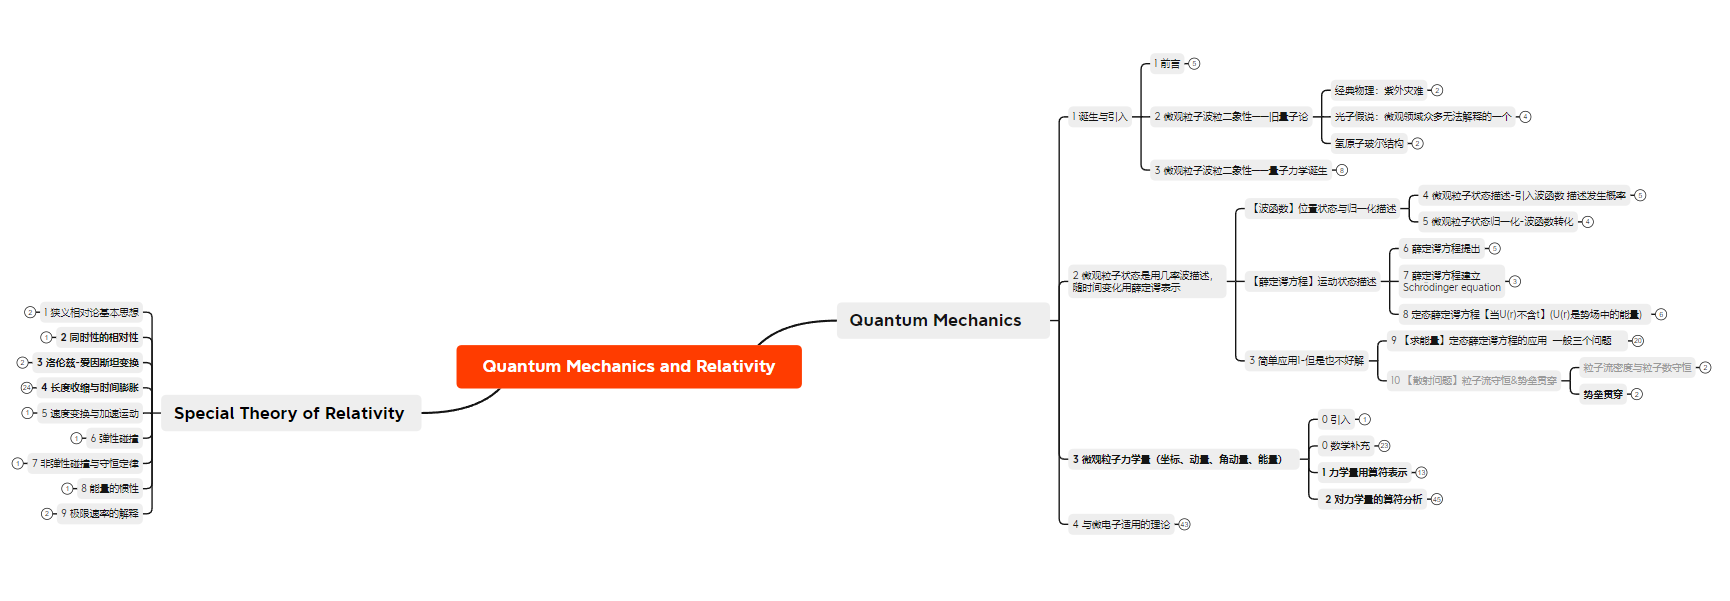 Quantum Mechanics and Relativity
Quantum Mechanics
1 诞生与引入
1 前言
5
2 微观粒子波粒二象性——旧量子论
经典物理：紫外灾难
2
光子假说：微观领域众多无法解释的一个
4
氢原子玻尔结构
2
3 微观粒子波粒二象性——量子力学诞生
8
2 微观粒子状态是用几率波描述，
随时间变化用薛定谔表示
【波函数】位置状态与归一化描述
4 微观粒子状态描述-引入波函数 描述发生概率
5
5 微观粒子状态归一化-波函数转化
4
【薛定谔方程】运动状态描述
6 薛定谔方程提出
5
7 薛定谔方程建立
Schrödinger equation
3
8 定态薛定谔方程【当U(r)不含t】(U(r)是势场中的能量)
6
3 简单应用!-但是也不好解
9 【求能量】定态薛定谔方程的应用 一般三个问题
20
10 【散射问题】粒子流守恒&势垒贯穿
粒子流密度与粒子数守恒
2
势垒贯穿
2
3 微观粒子力学量（坐标、动量、角动量、能量）
0 引入
1
0 数学补充
23
1 力学量用算符表示
13
2 对力学量的算符分析
45
4 与微电子适用的理论
43
Special Theory of Relativity
1 狭义相对论基本思想
2
2 同时性的相对性
1
3 洛伦兹-爱因斯坦变换
2
4 长度收缩与时间膨胀
24
5 速度变换与加速运动
1
6 弹性碰撞
1
7 非弹性碰撞与守恒定律
1
8 能量的惯性
1
9 极限速率的解释
2